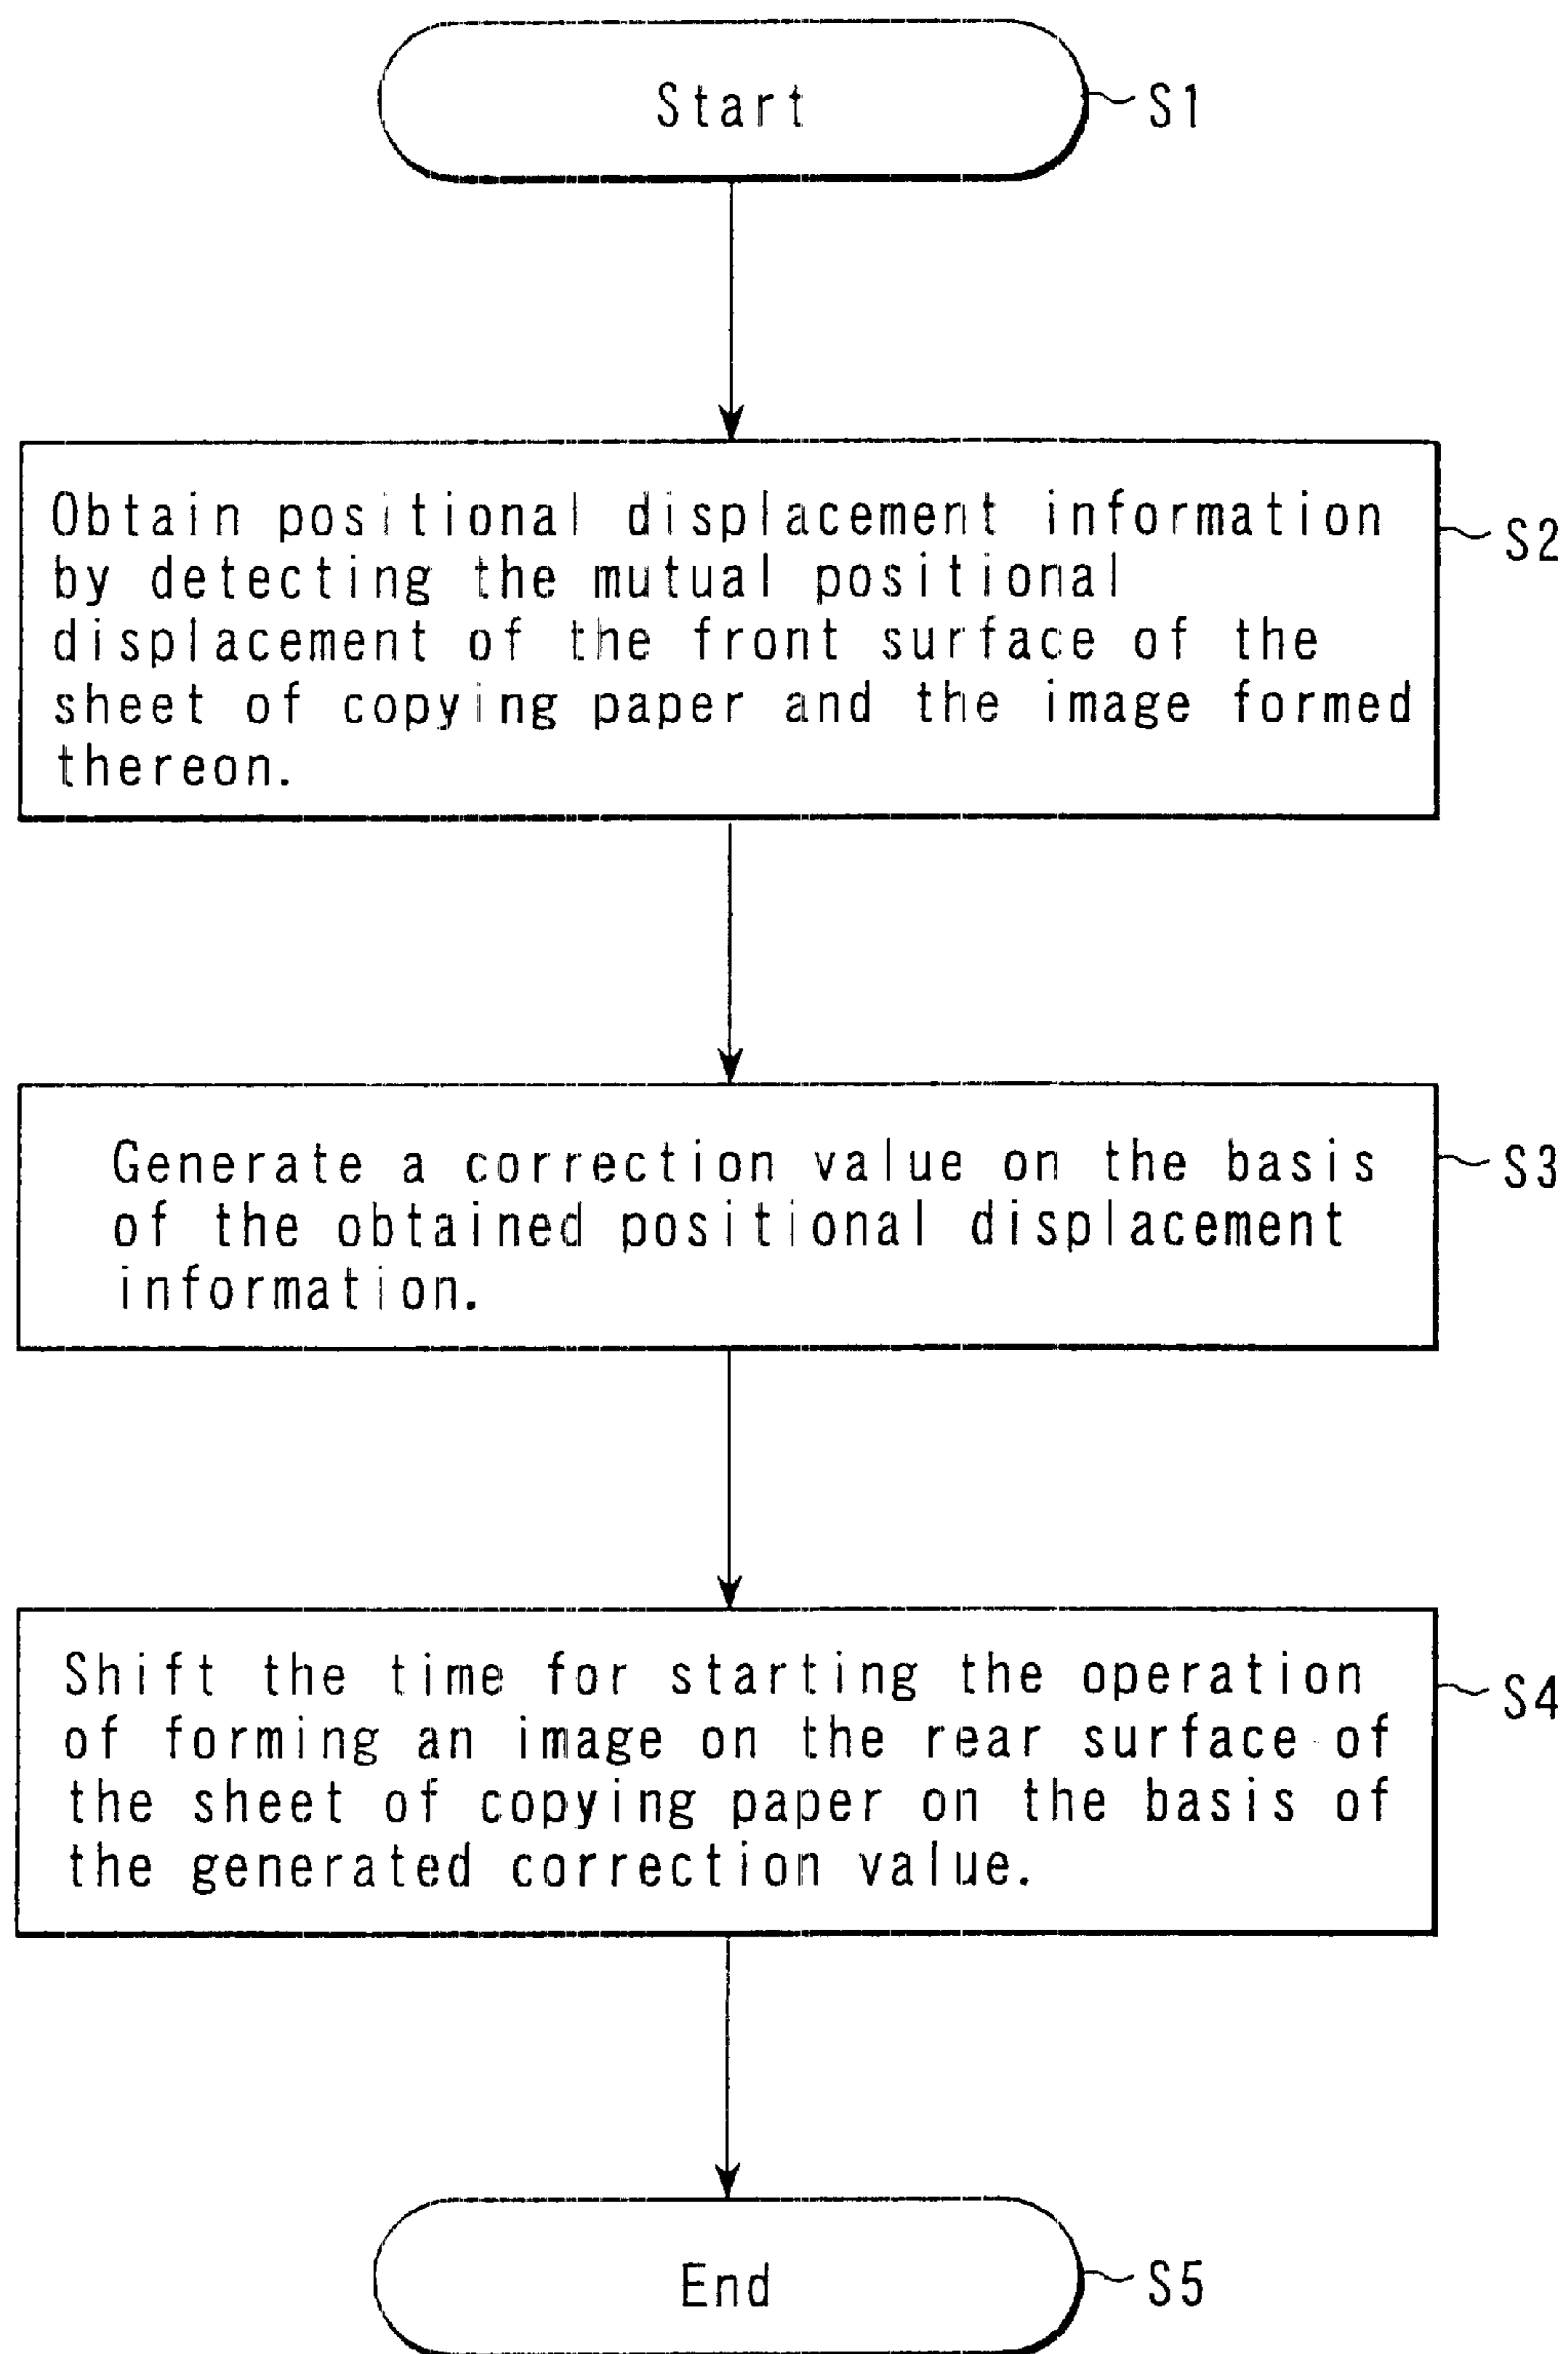 Start
S1
Obtain positional displacement information
by detecting the mutual positional
displacement of the front surface of the
sheet of copying paper and the image formed
thereon.
S2
Generate a correction value on the basis
of the obtained positional displacement
information.
S3
Shift the time for starting the operation
of forming an image on the rear surface of
the sheet of copying paper on the basis of
the generated correction value.
S4
End
S5